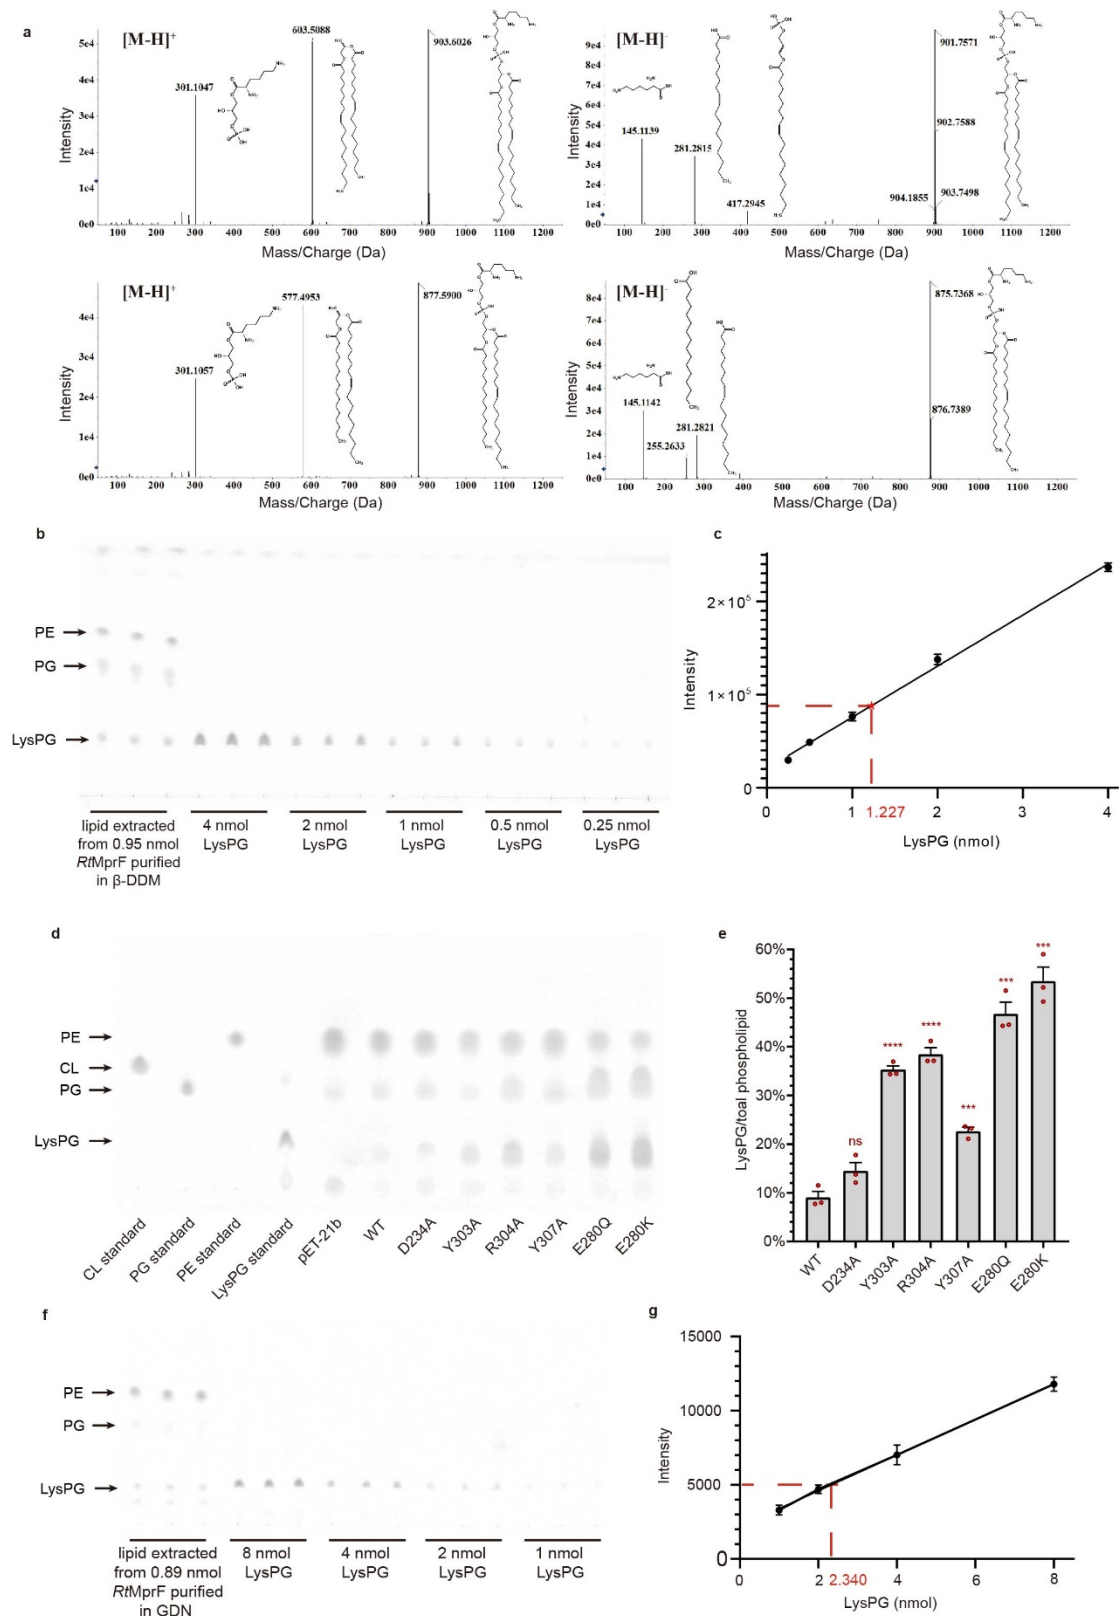 a
[M-H]+
603.5088
903.6026
301.1047
5e4
4e4
3e4
2e4
1e4
0e0
Intensity
100 200 300 400 500 600 700 800 900 1000 1100 1200
Mass/Charge (Da)
[M-H]-
901.7571
902.7588
145.1139
281.2815
417.2945
904.1855
903.7498
9e4
8e4
7e4
6e4
5e4
4e4
3e4
2e4
1e4
0e0
Intensity
100 200 300 400 500 600 700 800 900 1000 1100 1200
Mass/Charge (Da)
[M-H]+
577.4953
877.5900
301.1057
4e4
3e4
2e4
1e4
0e0
Intensity
100 200 300 400 500 600 700 800 900 1000 1100 1200
Mass/Charge (Da)
[M-H]-
875.7368
876.7389
145.1142
281.2821
255.2633
8e4
7e4
6e4
5e4
4e4
3e4
2e4
1e4
0e0
Intensity
100 200 300 400 500 600 700 800 900 1000 1100 1200
Mass/Charge (Da)
b
PE
PG
LysPG
lipid extracted
from 0.95 nmol
RtMprF purified
in β-DDM
4 nmol
LysPG
2 nmol
LysPG
1 nmol
LysPG
0.5 nmol
LysPG
0.25 nmol
LysPG
c
2×10⁵
1×10⁵
0
Intensity
0 1 2 3 4
1.227
LysPG (nmol)
d
PE
CL
PG
LysPG
CL standard
PG standard
PE standard
LysPG standard
pET-21b
WT
D234A
Y303A
R304A
Y307A
E280Q
E280K
e
60%
50%
40%
30%
20%
10%
0%
LysPG/toal phospholipid
ns
****
****
***
***
***
WT
D234A
Y303A
R304A
Y307A
E280Q
E280K
f
PE
PG
LysPG
lipid extracted
from 0.89 nmol
RtMprF purified
in GDN
8 nmol
LysPG
4 nmol
LysPG
2 nmol
LysPG
1 nmol
LysPG
g
15000
10000
5000
0
Intensity
0 2 2.340 4 6 8
LysPG (nmol)